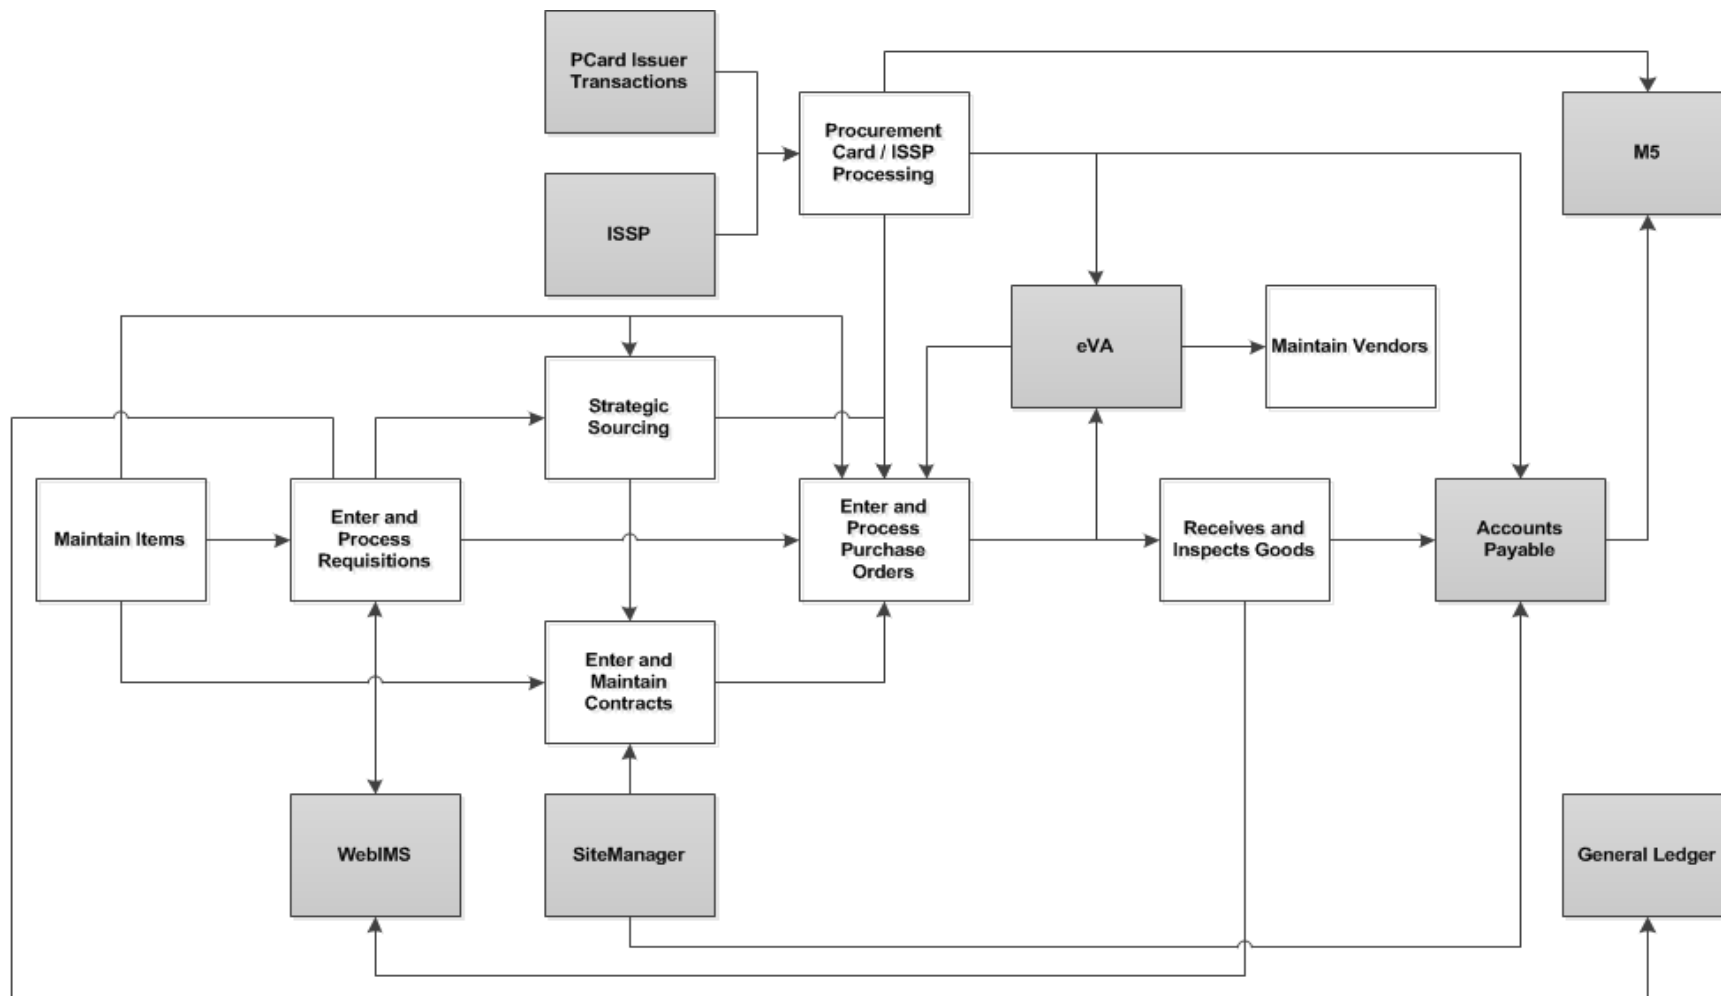 PCard Issuer
Transactions
Procurement
Card / ISSP
Processing
M5
ISSP
eVA
Maintain Vendors
Strategic
Sourcing
Maintain Items
Enter and
Process
Requisitions
Enter and
Process
Purchase
Orders
Receives and
Inspects Goods
Accounts
Payable
Enter and
Maintain
Contracts
WebIMS
SiteManager
General Ledger